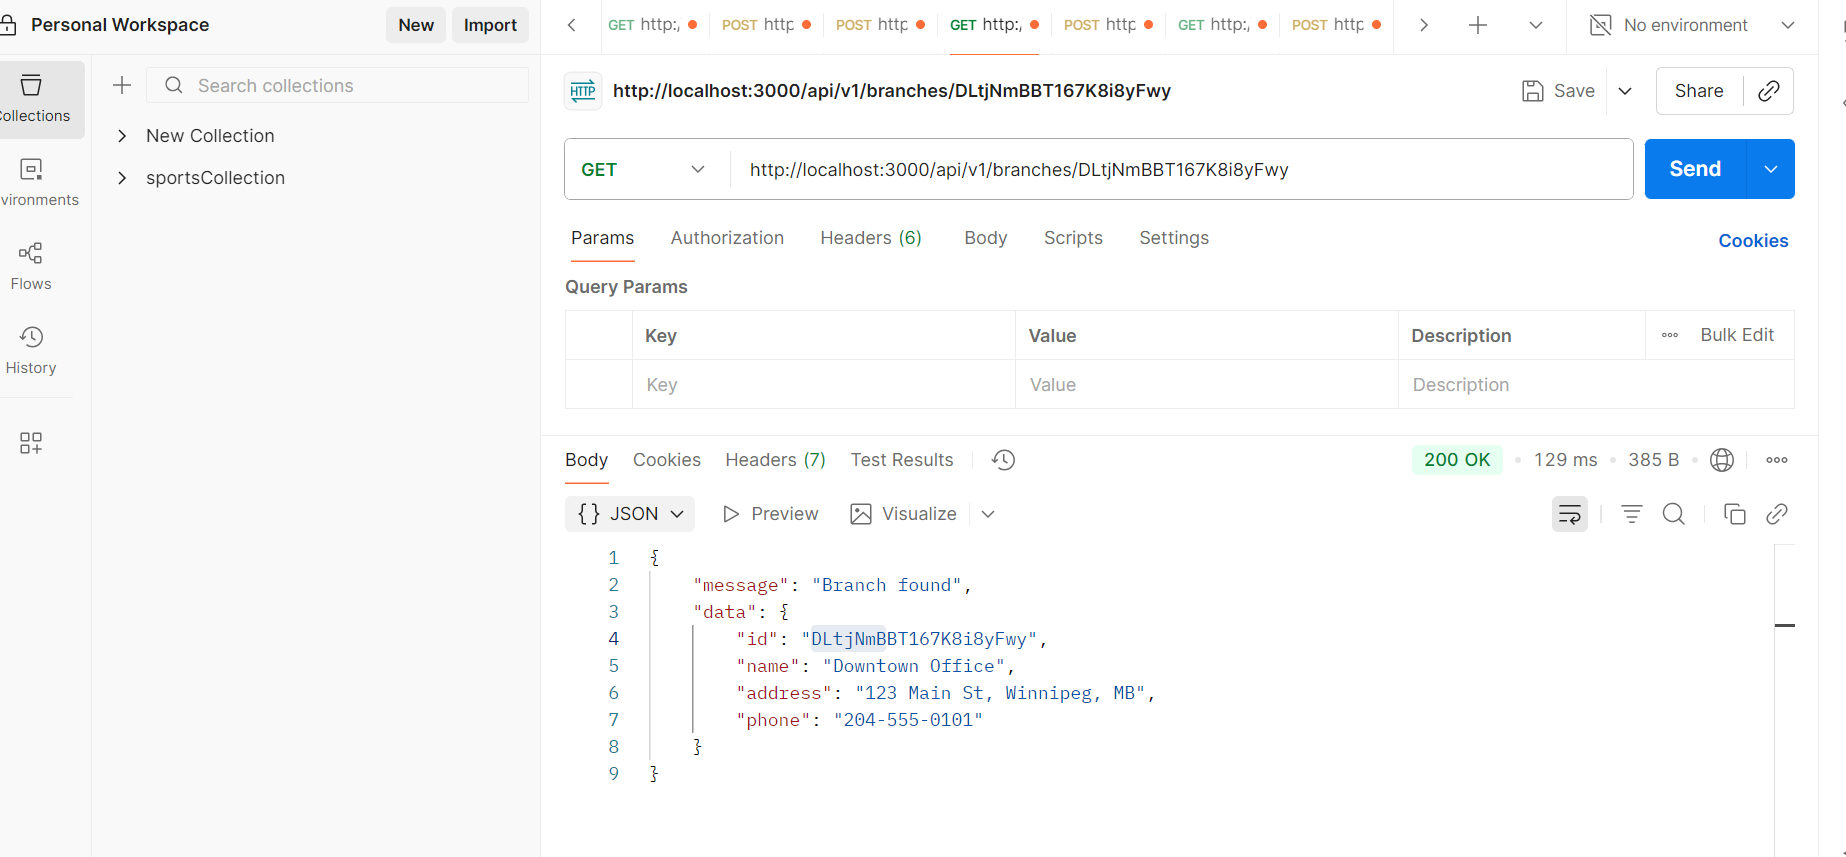 Personal Workspace
New
Import
GET http:/
POST http
POST http
GET http:/
POST http
GET http:/
POST http
No environment
Collections
vironments
Flows
History
Search collections
New Collection
sportsCollection
HTTP
http://localhost:3000/api/v1/branches/DLtjNmBBT167K8i8yFwy
Save
Share
GET
http://localhost:3000/api/v1/branches/DLtjNmBBT167K8i8yFwy
Send
Params
Authorization
Headers (6)
Body
Scripts
Settings
Cookies
Query Params
Key
Value
Description
Bulk Edit
Key
Value
Description
Body
Cookies
Headers (7)
Test Results
200 OK
129 ms
385 B
{} JSON
Preview
Visualize
1 {
2 "message": "Branch found",
3 "data": {
4 "id": "DLtjNmBBT167K8i8yFwy",
5 "name": "Downtown Office",
6 "address": "123 Main St, Winnipeg, MB",
7 "phone": "204-555-0101"
8 }
9 }